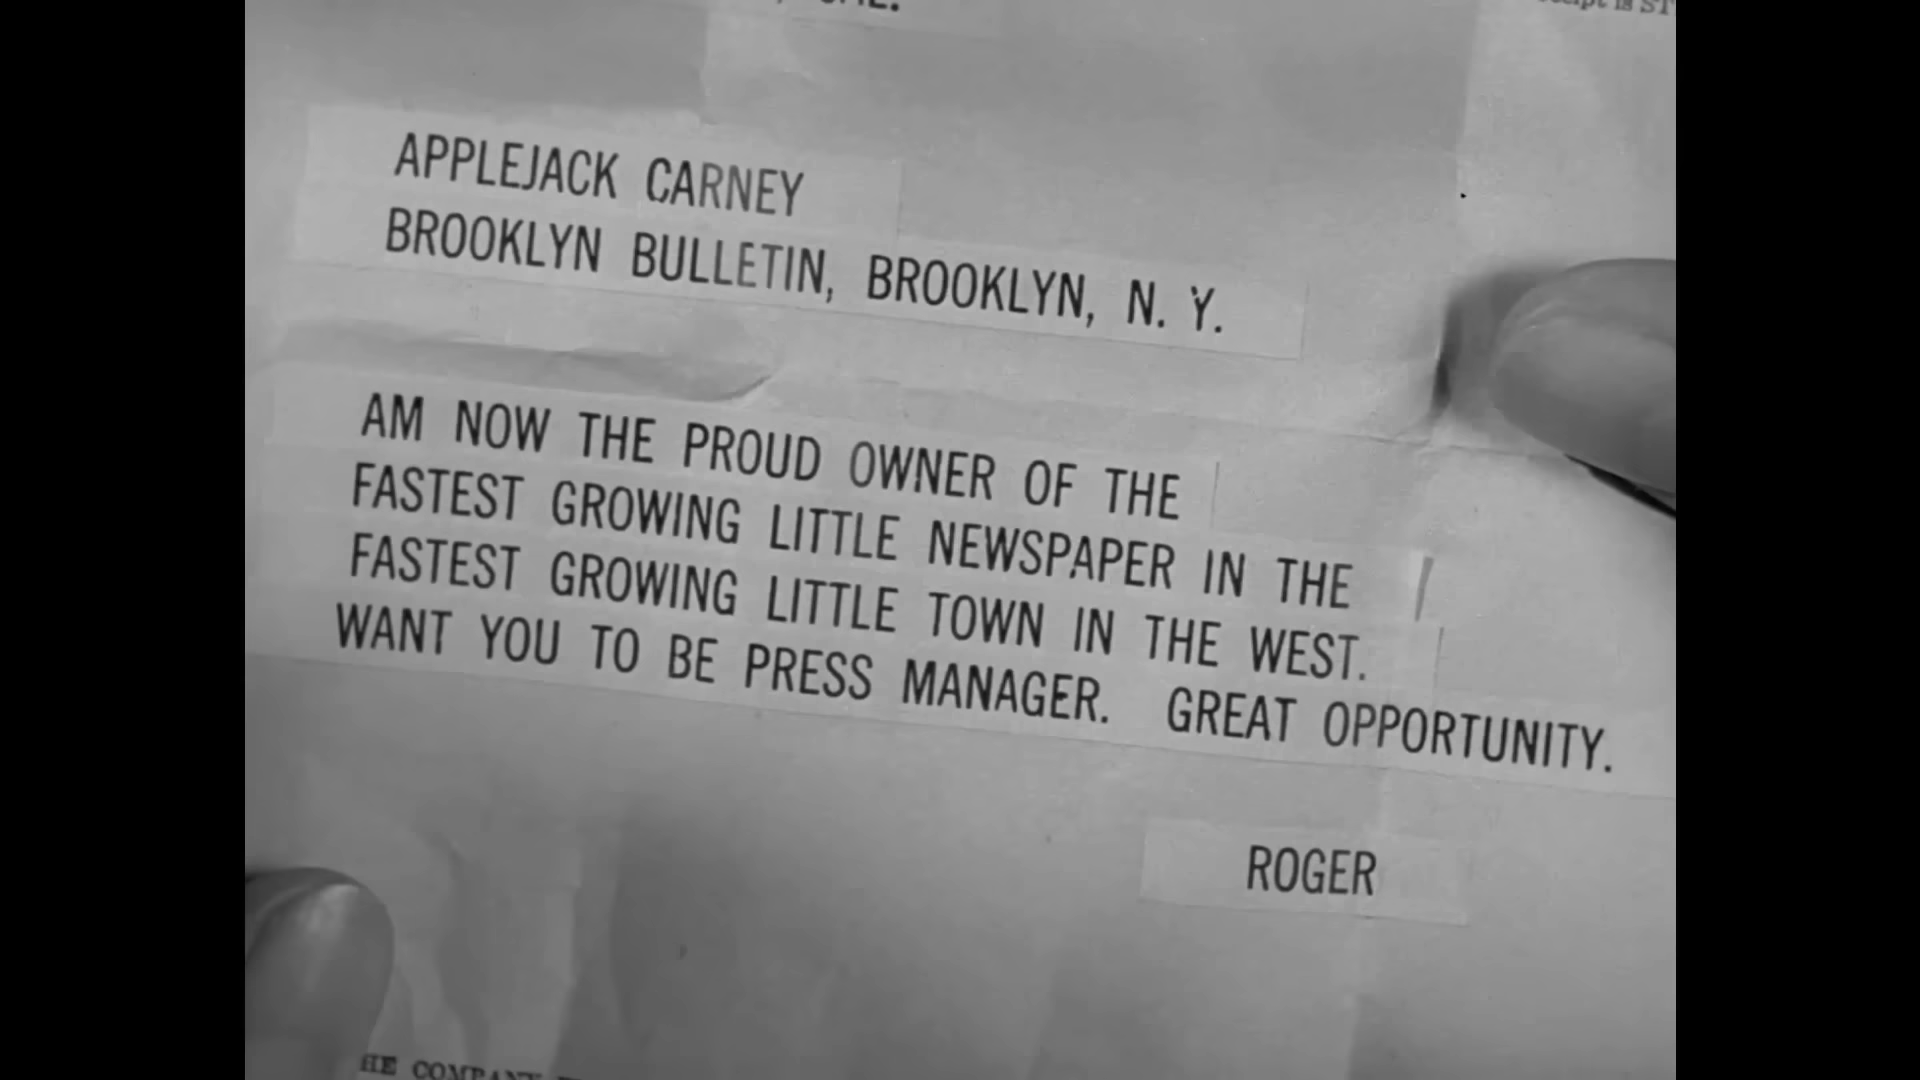 APPLEJACK CARNEY
BROOKLYN BULLETIN, BROOKLYN, N. Y.
AM NOW THE PROUD OWNER OF THE
FASTEST GROWING LITTLE NEWSPAPER IN THE
FASTEST GROWING LITTLE TOWN IN THE WEST.
WANT YOU TO BE PRESS MANAGER. GREAT OPPORTUNITY.
ROGER